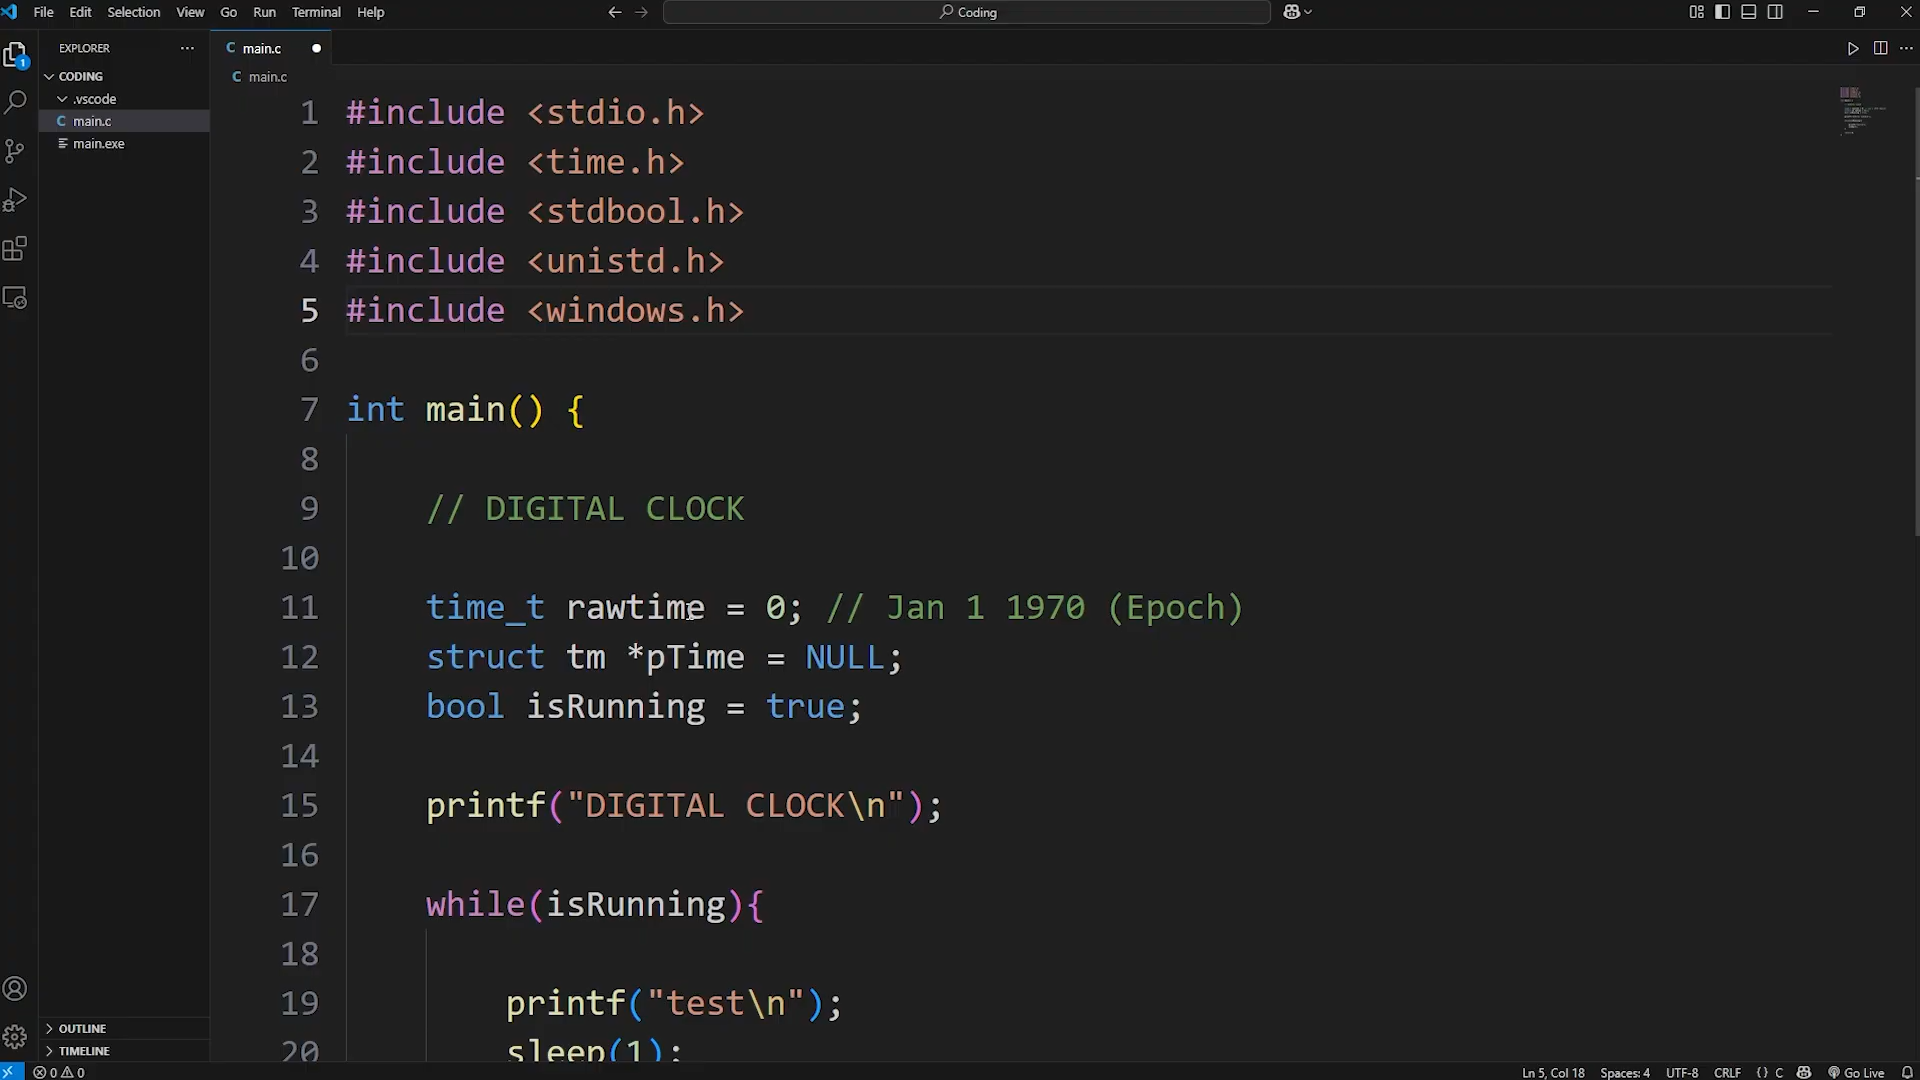 File Edit Selection View Go Run Terminal Help
Coding
EXPLORER
CODING
.vscode
C main.c
main.exe
OUTLINE
TIMELINE
1
C main.c
C main.c
1 #include <stdio.h>
2 #include <time.h>
3 #include <stdbool.h>
4 #include <unistd.h>
5 #include <windows.h>
6
7 int main() {
8
9 // DIGITAL CLOCK
10
11 time_t rawtime = 0; // Jan 1 1970 (Epoch)
12 struct tm *pTime = NULL;
13 bool isRunning = true;
14
15 printf("DIGITAL CLOCK\n");
16
17 while(isRunning){
18
19 printf("test\n");
20 sleep(1);
0 0
Ln 5, Col 18 Spaces: 4 UTF-8 CRLF {} C Go Live